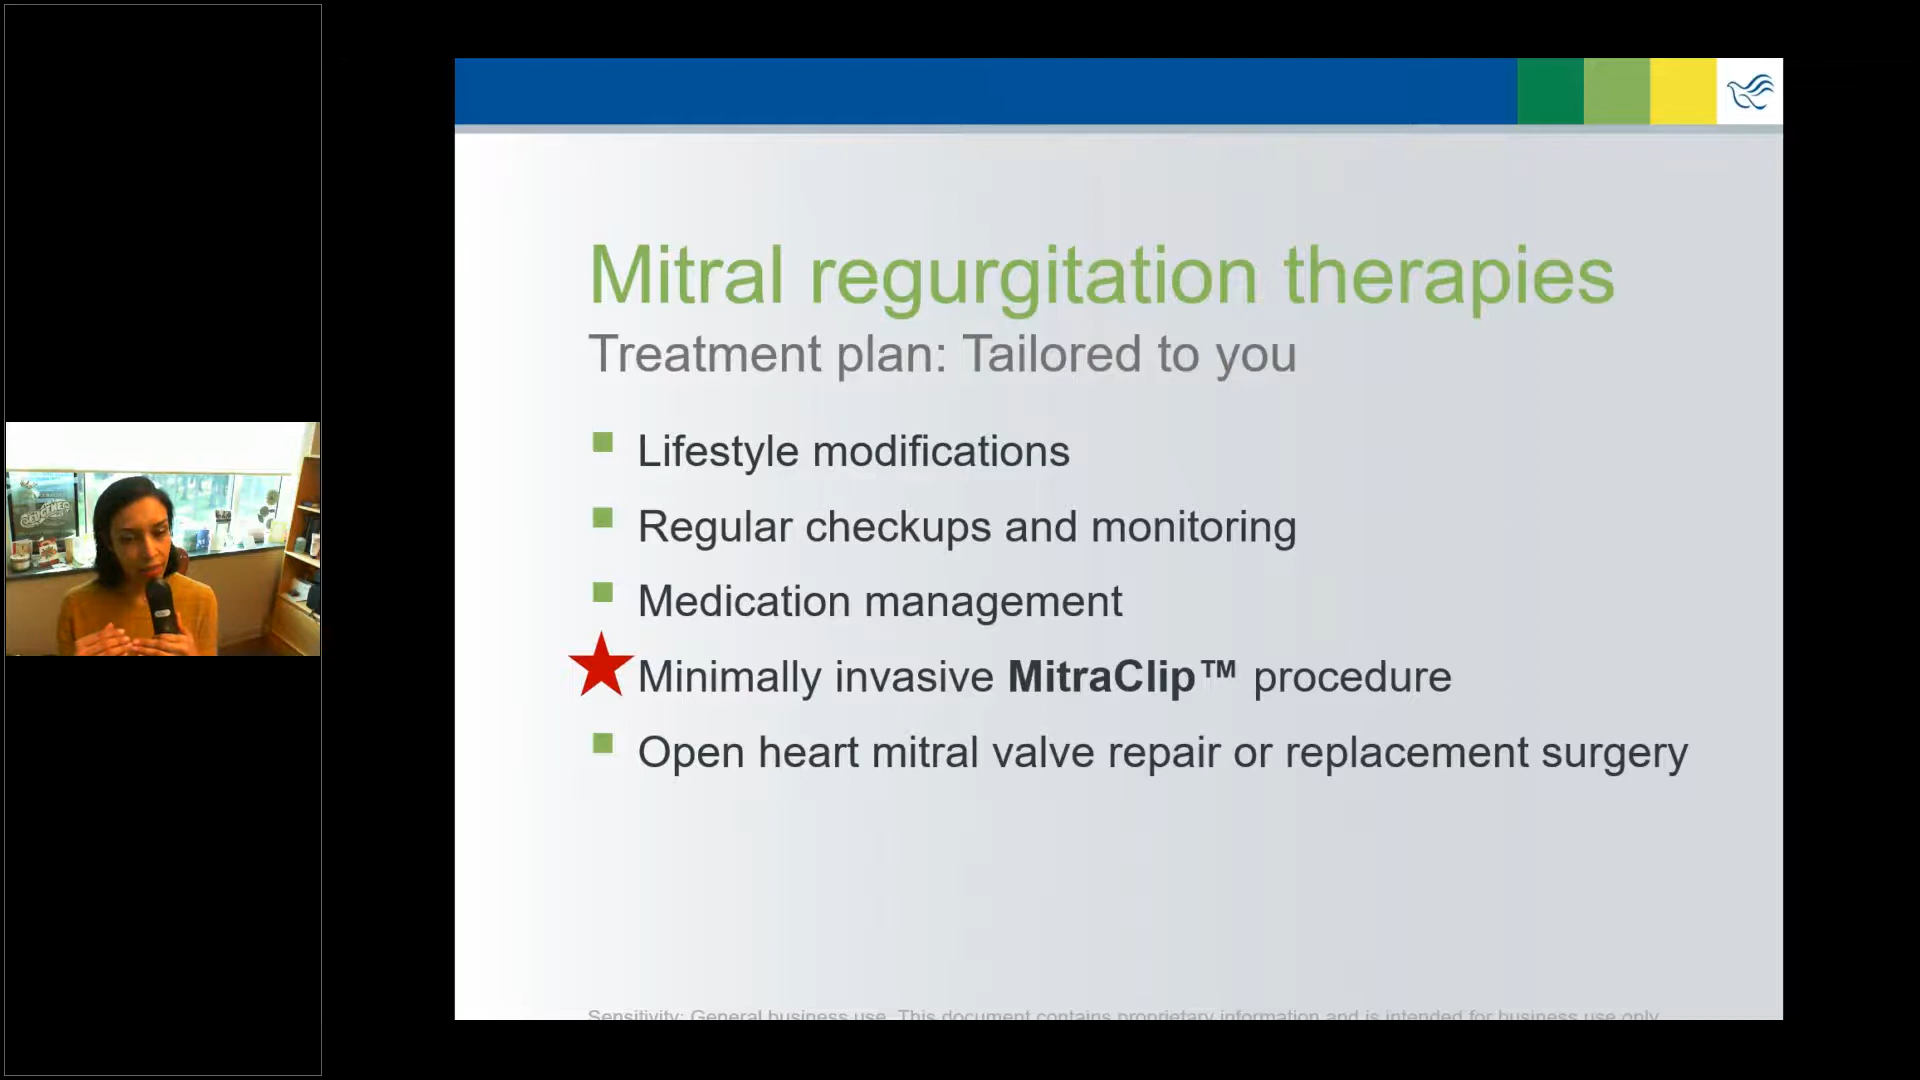 Mitral regurgitation therapies
Treatment plan: Tailored to you
Lifestyle modifications
Regular checkups and monitoring
Medication management
Minimally invasive MitraClip™ procedure
Open heart mitral valve repair or replacement surgery
Sensitivity: General business use. This document contains proprietary information and is intended for business use only.
EUGENE